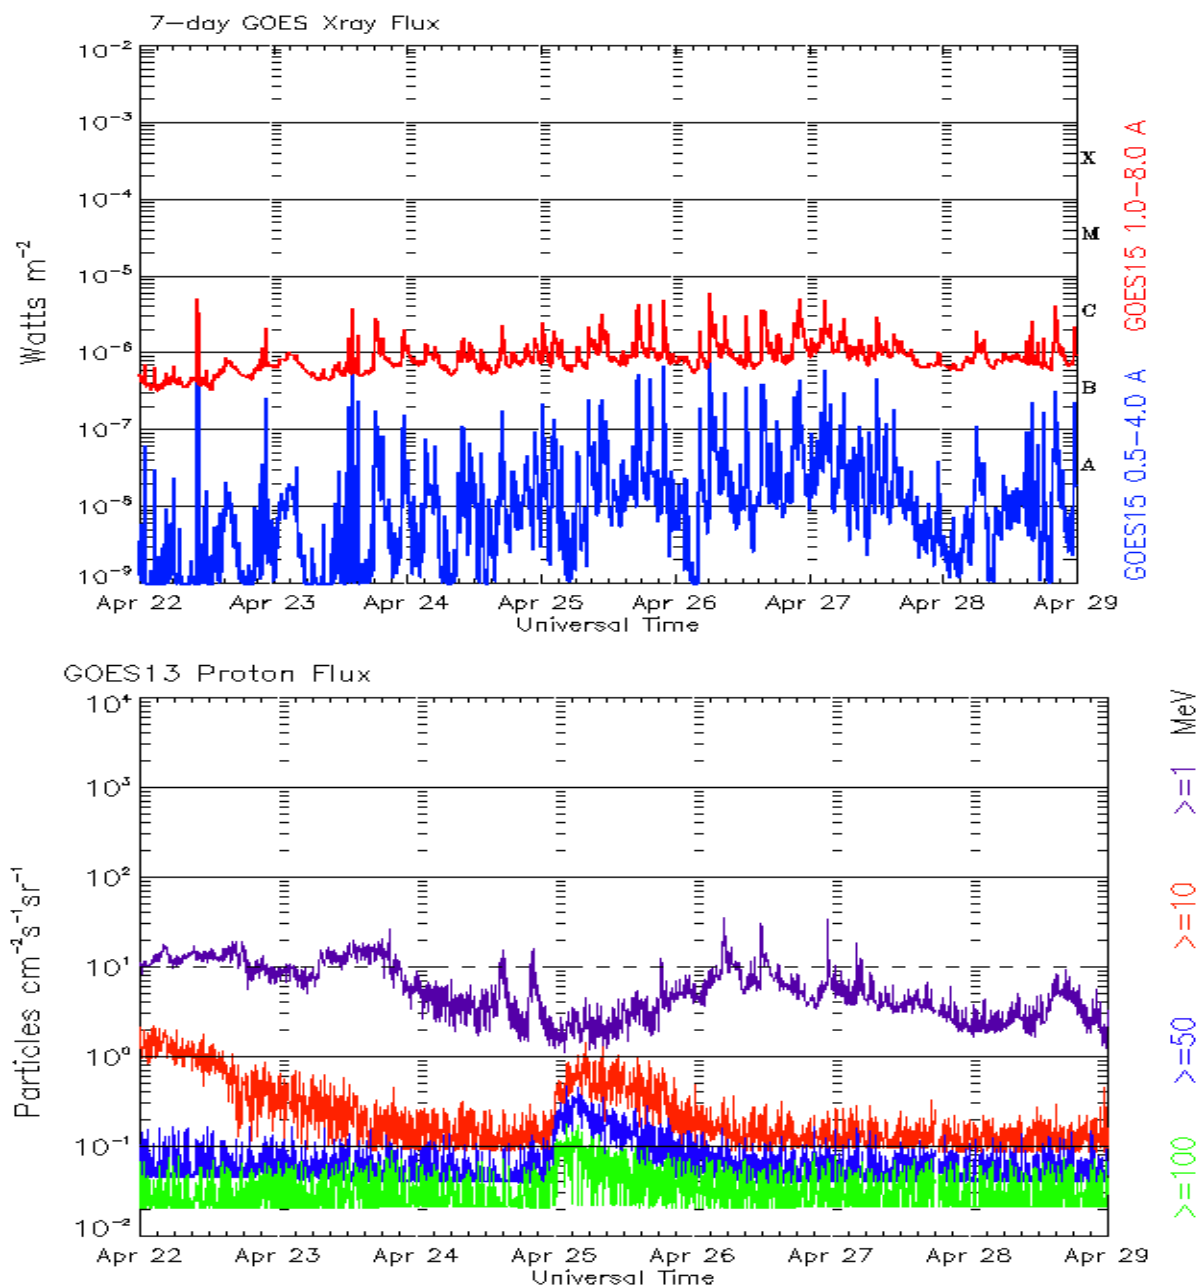 7-day GOES Xray Flux
10⁻²
10⁻³
10⁻⁴
10⁻⁵
10⁻⁶
10⁻⁷
10⁻⁸
10⁻⁹
Watts m⁻²
X
M
C
B
A
GOES15 1.0-8.0 A
GOES15 0.5-4.0 A
Apr 22 Apr 23 Apr 24 Apr 25 Apr 26 Apr 27 Apr 28 Apr 29
Universal Time
GOES13 Proton Flux
10⁴
10³
10²
10¹
10⁰
10⁻¹
10⁻²
Particles cm⁻²s⁻¹sr⁻¹
>=1 MeV
>=10
>=50
>=100
Apr 22 Apr 23 Apr 24 Apr 25 Apr 26 Apr 27 Apr 28 Apr 29
Universal Time